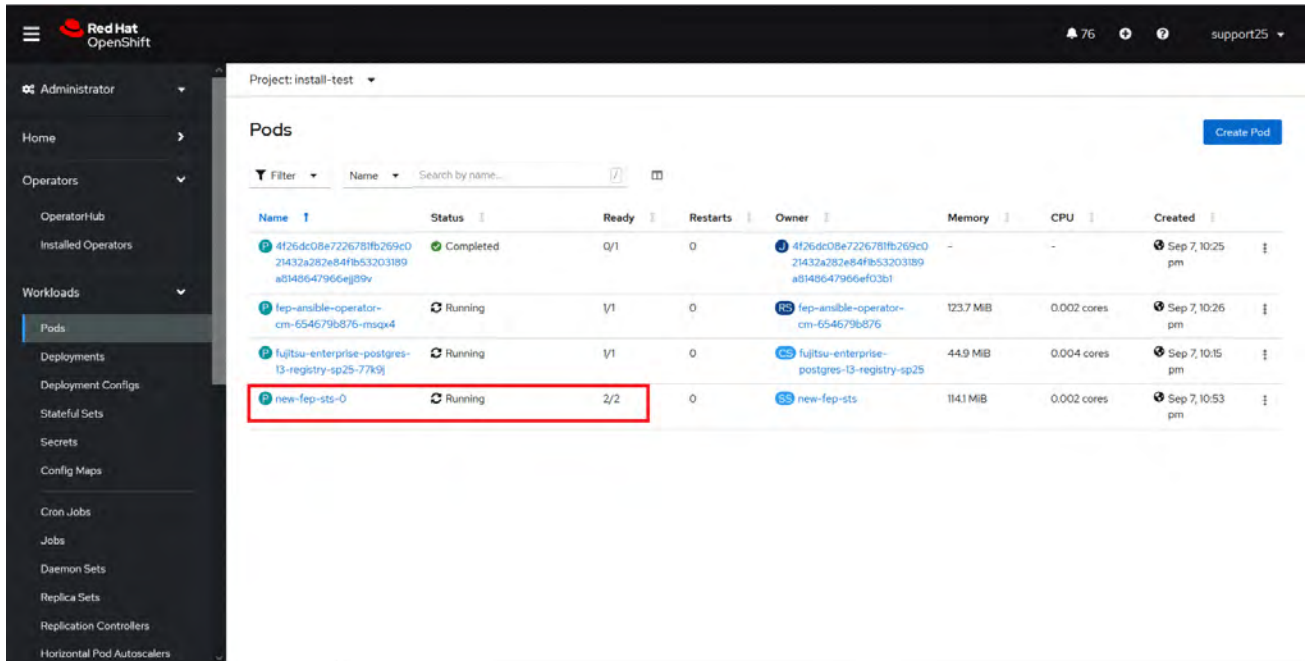 Red Hat
OpenShift
76
support25
Administrator
Project: install-test
Home
Pods
Create Pod
Operators
Filter
Name
Search by name...
/
OperatorHub
Name
Status
Ready
Restarts
Owner
Memory
CPU
Created
Installed Operators
P 4f26dc08e7226781fb269c0
21432a282e84f1b53203189
a8148647966ejj89v
Completed
0/1
0
J 4f26dc08e7226781fb269c0
21432a282e84f1b53203189
a8148647966ef03b1
-
-
Sep 7, 10:25
pm
Workloads
P fep-ansible-operator-
cm-654679b876-msqx4
Running
1/1
0
RS fep-ansible-operator-
cm-654679b876
123.7 MiB
0.002 cores
Sep 7, 10:26
pm
Pods
Deployments
P fujitsu-enterprise-postgres-
13-registry-sp25-77k9j
Running
1/1
0
CS fujitsu-enterprise-
postgres-13-registry-sp25
44.9 MiB
0.004 cores
Sep 7, 10:15
pm
Deployment Configs
P new-fep-sts-0
Running
2/2
0
SS new-fep-sts
114.1 MiB
0.002 cores
Sep 7, 10:53
pm
Stateful Sets
Secrets
Config Maps
Cron Jobs
Jobs
Daemon Sets
Replica Sets
Replication Controllers
Horizontal Pod Autoscalers